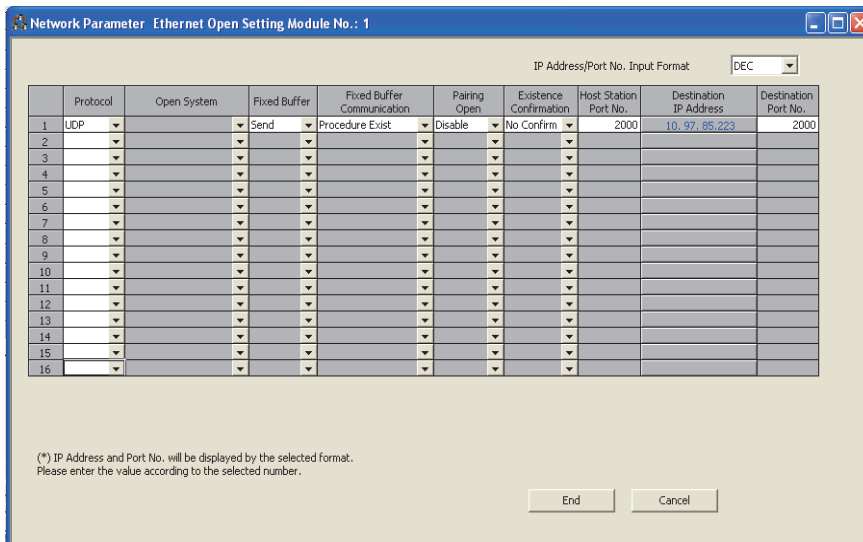 Network Parameter Ethernet Open Setting Module No.: 1
IP Address/Port No. Input Format DEC
Protocol Open System Fixed Buffer Fixed Buffer Communication Pairing Open Existence Confirmation Host Station Port No. Destination IP Address Destination Port No.
1 UDP Send Procedure Exist Disable No Confirm 2000 10. 97. 85.223 2000
2
3
4
5
6
7
8
9
10
11
12
13
14
15
16
(*) IP Address and Port No. will be displayed by the selected format.
Please enter the value according to the selected number.
End Cancel